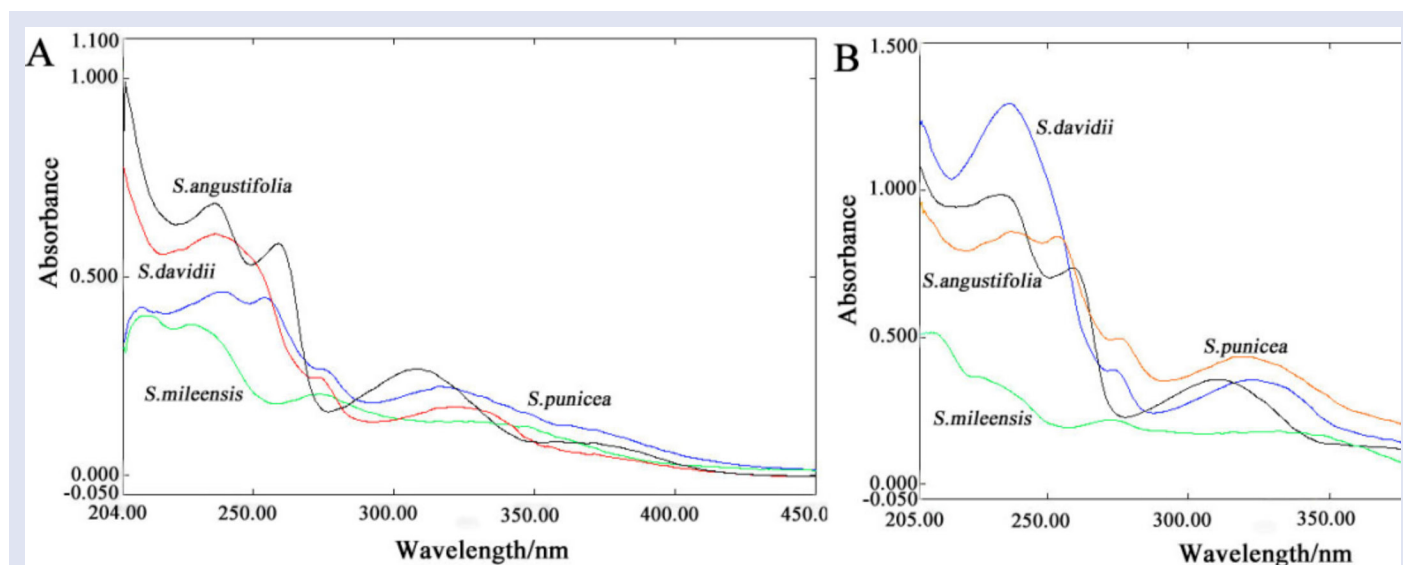 A
1.100
1.000
0.500
0.000
-0.050
204.00
250.00
300.00
350.00
400.00
450.0
Absorbance
Wavelength/nm
S.angustifolia
S.davidii
S.mileensis
S.punicea
B
1.500
1.000
0.500
0.000
-0.050
205.00
250.00
300.00
350.00
Absorbance
Wavelength/nm
S.davidii
S.angustifolia
S.punicea
S.mileensis